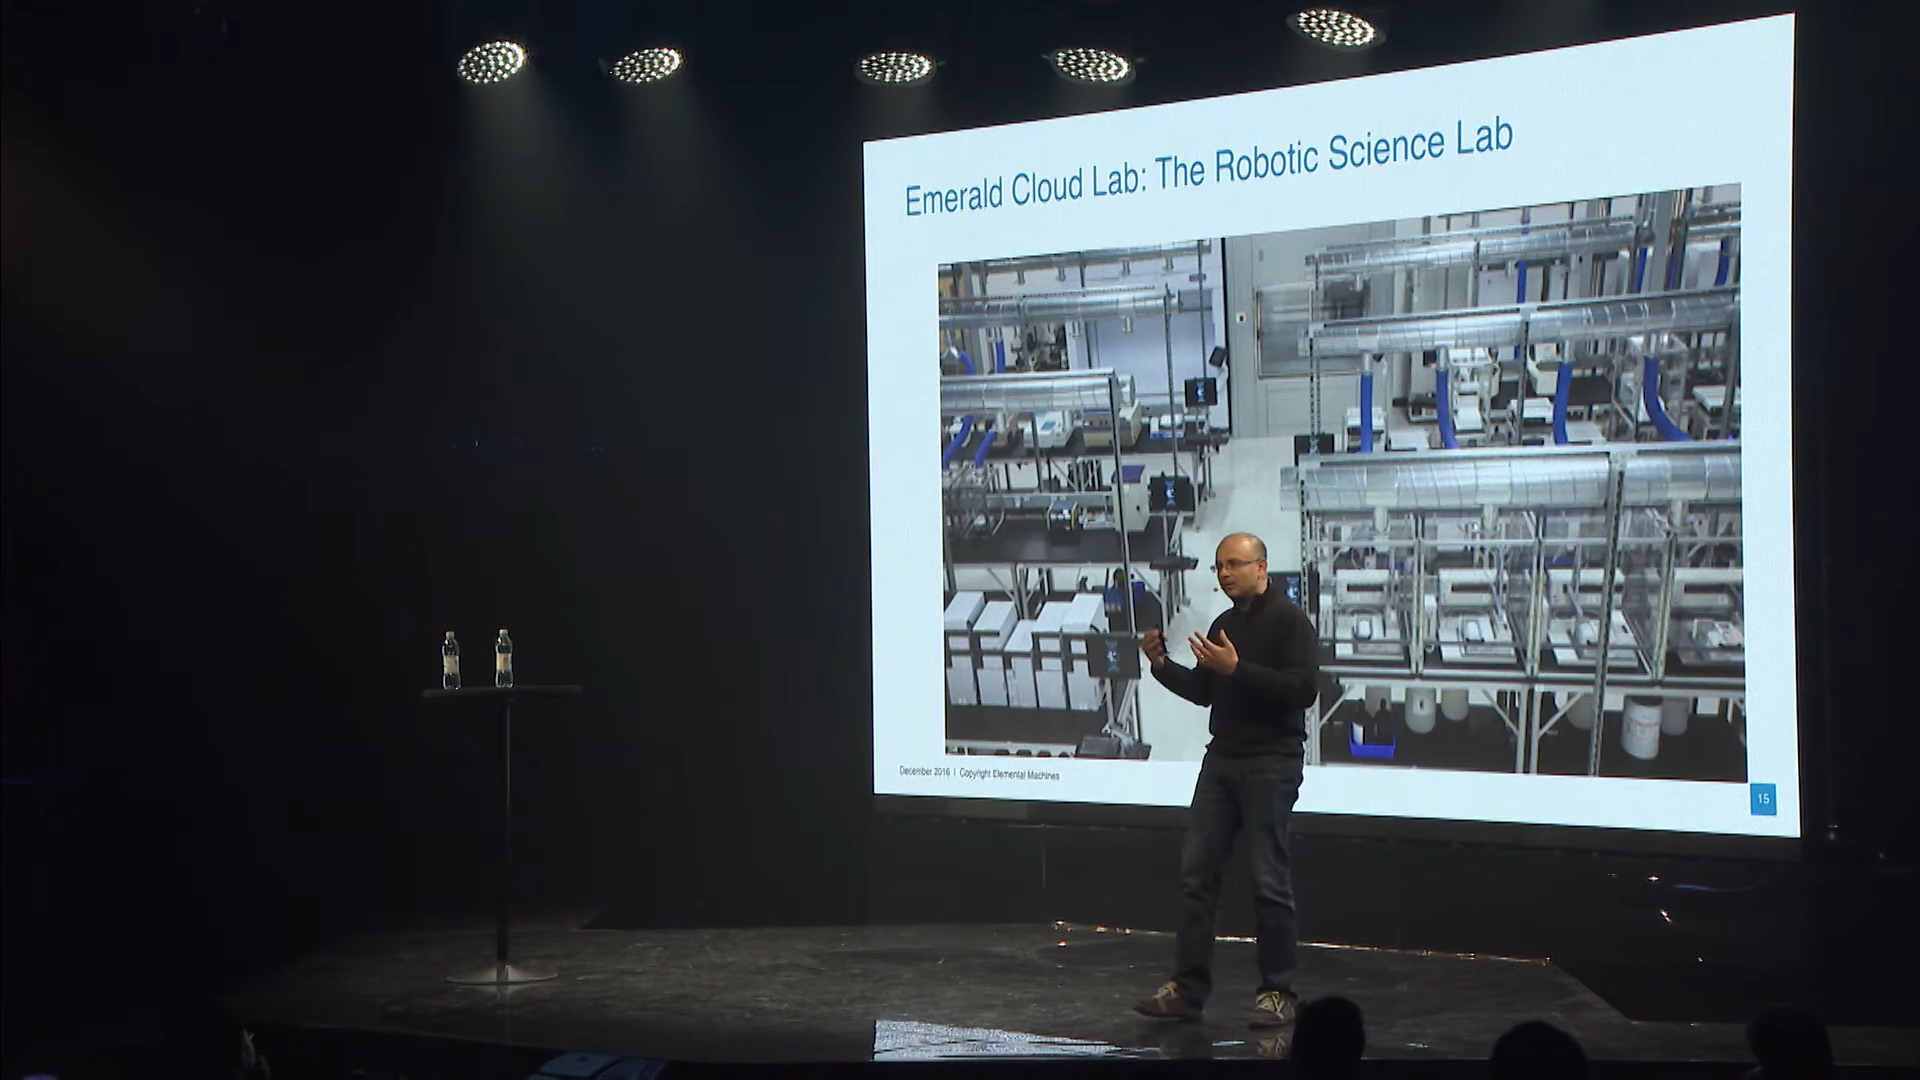 Emerald Cloud Lab: The Robotic Science Lab
December 2016 | Copyright Elemental Machines
15